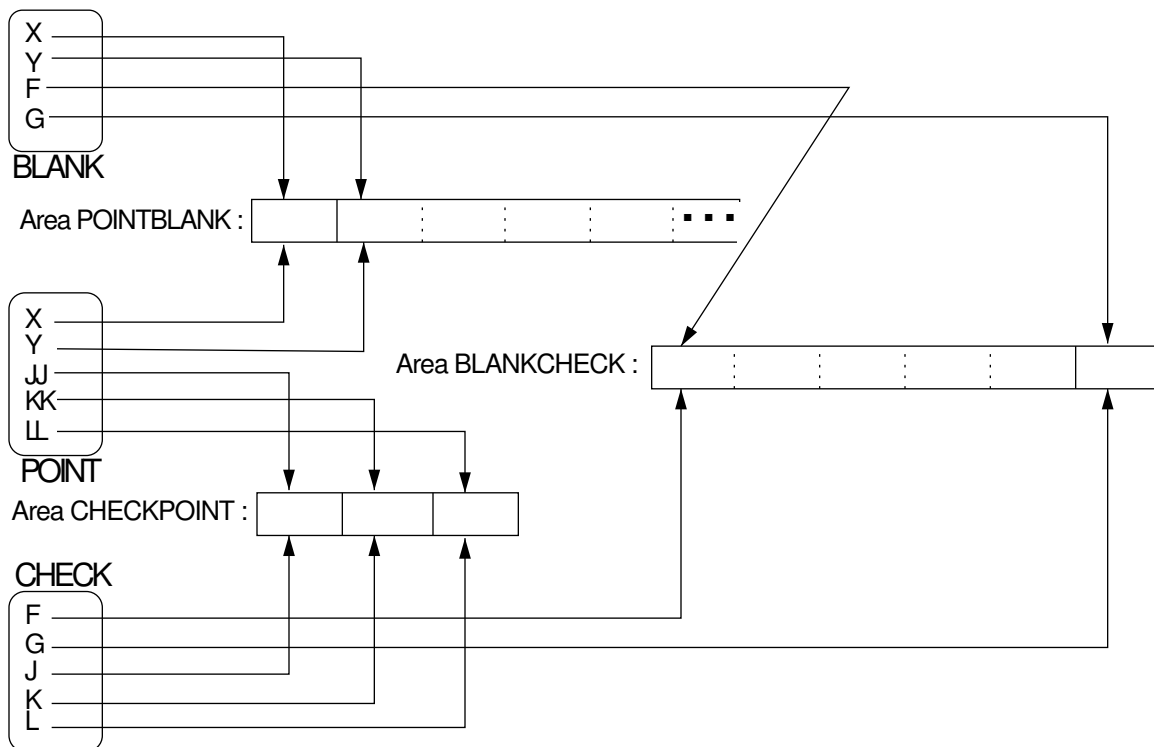 X
Y
F
G
BLANK
Area POINTBLANK :
X
Y
JJ
KK
LL
POINT
Area BLANKCHECK :
Area CHECKPOINT :
CHECK
F
G
J
K
L